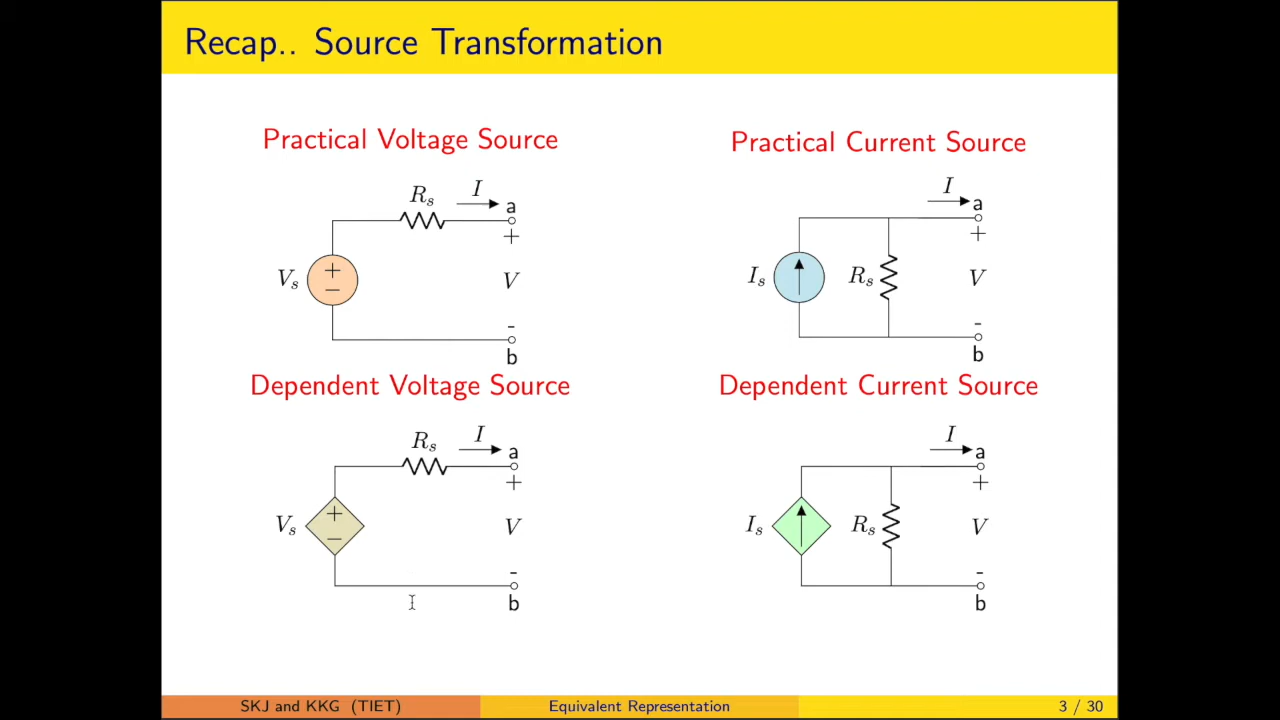 Recap.. Source Transformation
Practical Voltage Source
R_s
I
a
+
V_s
+
−
V
-
b
Practical Current Source
I
a
+
I_s
R_s
V
-
b
Dependent Voltage Source
R_s
I
a
+
V_s
+
−
V
-
b
Dependent Current Source
I
a
+
I_s
R_s
V
-
b
SKJ and KKG (TIET)
Equivalent Representation
3 / 30